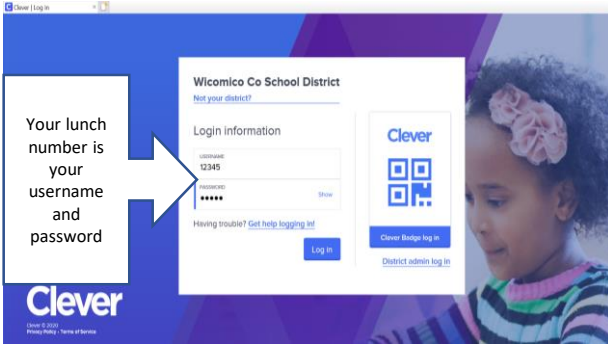 Clever | Log in
Wicomico Co School District
Not your district?
Login information
USERNAME
12345
PASSWORD
•••••
Show
Having trouble? Get help logging in!
Log in
Clever
Clever Badge log in
District admin log in
Your lunch
number is
your
username
and
password
Clever
Clever © 2020
Privacy Policy - Terms of Service